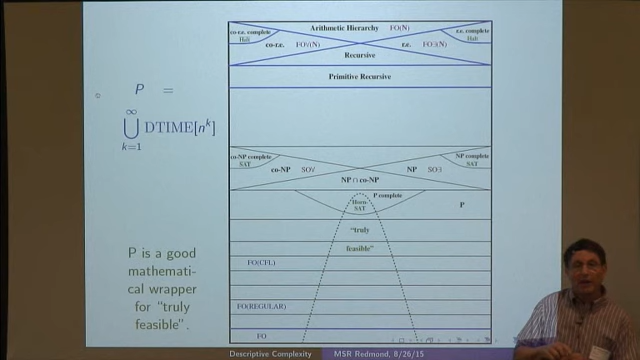 P =
∞
⋃ DTIME[n^k]
k=1
P is a good
mathemati-
cal wrapper
for “truly
feasible”.
Arithmetic Hierarchy FO(N)
co-r.e. complete
Halt
r.e. complete
Halt
co-r.e. FO∀(N)
r.e. FO∃(N)
Recursive
Primitive Recursive
co-NP complete
SAT
NP complete
SAT
co-NP SO∀
NP SO∃
NP ∩ co-NP
P complete
Horn-
SAT
P
“truly
feasible”
FO(CFL)
FO(REGULAR)
FO
Descriptive Complexity MSR Redmond, 8/26/15